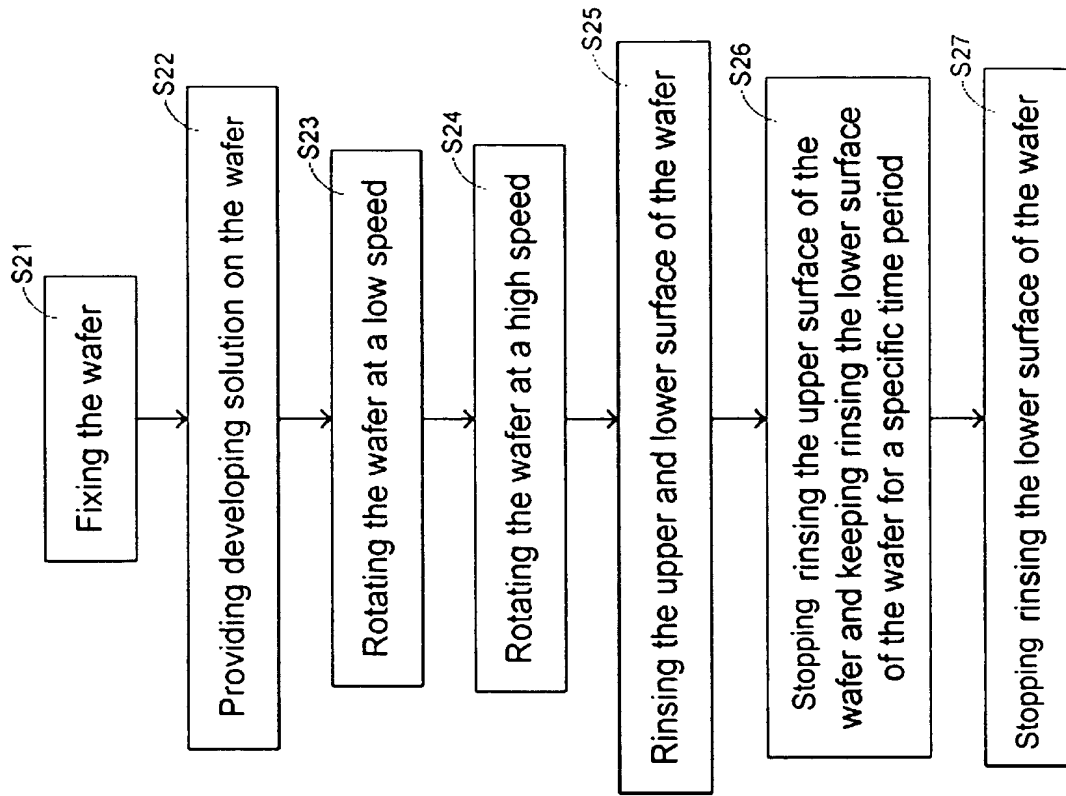 S21
Fixing the wafer
S22
Providing developing solution on the wafer
S23
Rotating the wafer at a low speed
S24
Rotating the wafer at a high speed
S25
Rinsing the upper and lower surface of the wafer
S26
Stopping rinsing the upper surface of the
wafer and keeping rinsing the lower surface
of the wafer for a specific time period
S27
Stopping rinsing the lower surface of the wafer